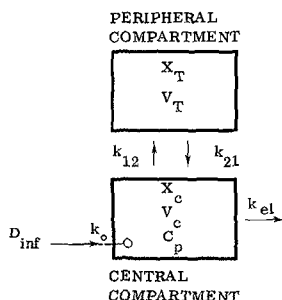 PERIPHERAL
COMPARTMENT
X_T
V_T
k_12 k_21
X_c
V_c
C_p
k_el
D_inf k_o
CENTRAL
COMPARTMENT